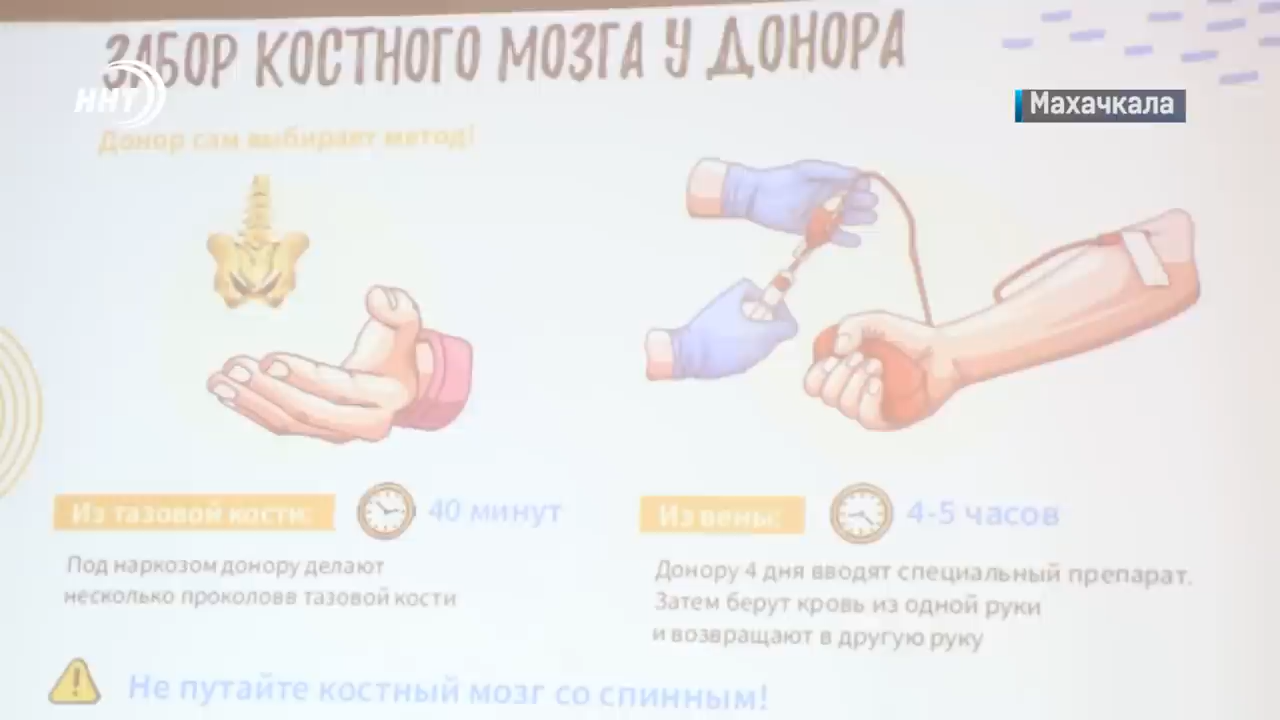 ЗАБОР КОСТНОГО МОЗГА У ДОНОРА
ННТ
Махачкала
Донор сам выбирает метод!
Из тазовой кости:
40 минут
Под наркозом донору делают
несколько проколовв тазовой кости
Из вены:
4-5 часов
Донору 4 дня вводят специальный препарат.
Затем берут кровь из одной руки
и возвращают в другую руку
Не путайте костный мозг со спинным!